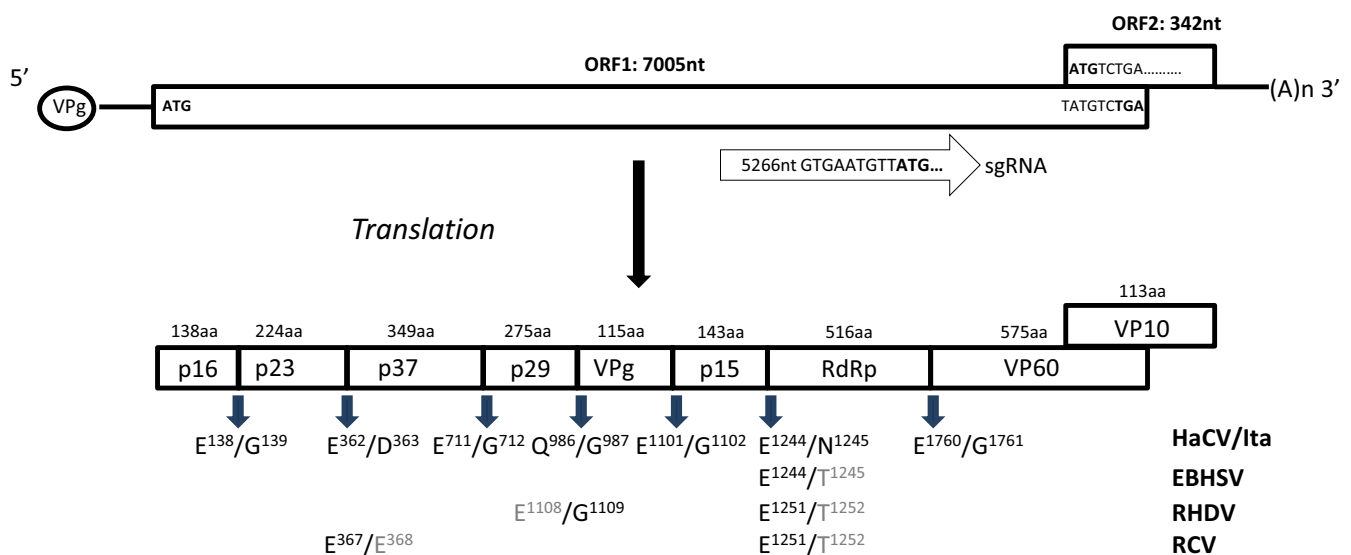 ORF2: 342nt
ORF1: 7005nt
ATGTCTGA..........
5’
VPg
ATG
TATGTCTGA
(A)n 3’
5266nt GTGAATGTTATG...
sgRNA
Translation
113aa
138aa 224aa 349aa 275aa 115aa 143aa 516aa 575aa
VP10
p16 p23 p37 p29 VPg p15 RdRp VP60
E¹³⁸/G¹³⁹ E³⁶²/D³⁶³ E⁷¹¹/G⁷¹² Q⁹⁸⁶/G⁹⁸⁷ E¹¹⁰¹/G¹¹⁰² E¹²⁴⁴/N¹²⁴⁵ E¹⁷⁶⁰/G¹⁷⁶¹ HaCV/Ita
E¹²⁴⁴/T¹²⁴⁵ EBHSV
E¹¹⁰⁸/G¹¹⁰⁹ E¹²⁵¹/T¹²⁵² RHDV
E³⁶⁷/E³⁶⁸ E¹²⁵¹/T¹²⁵² RCV